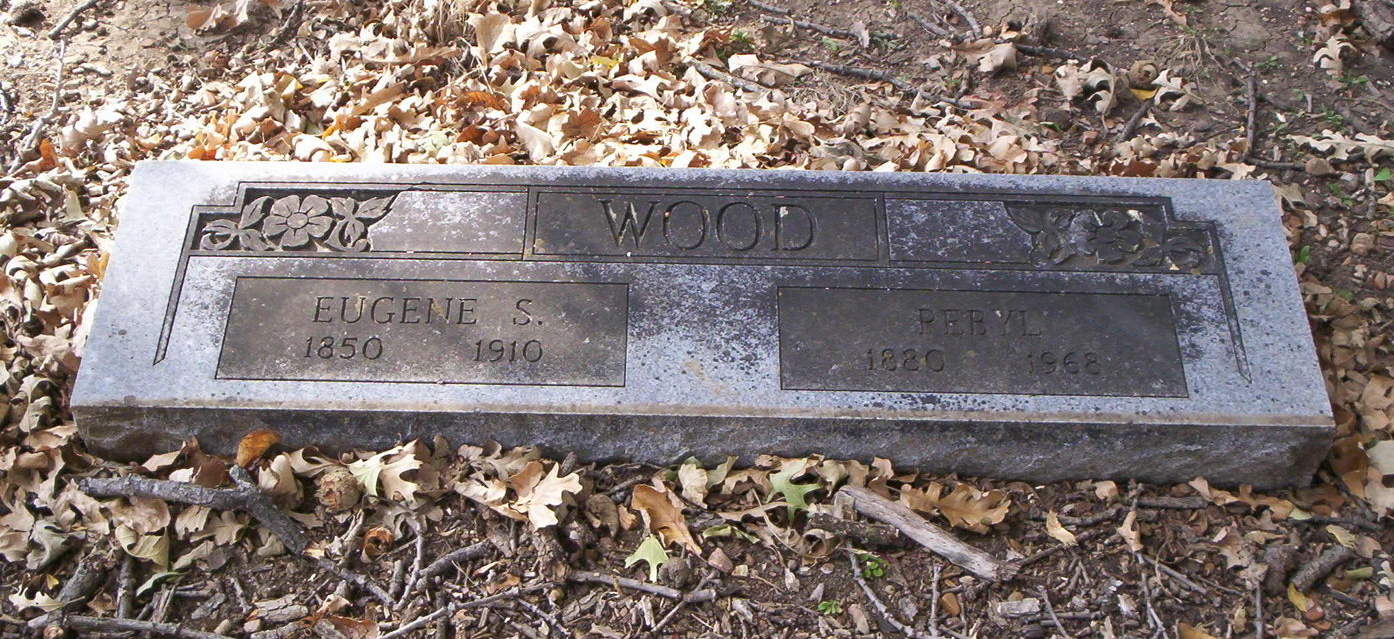 WOOD
EUGENE S.
1850 1910
PERYL
1880 1968